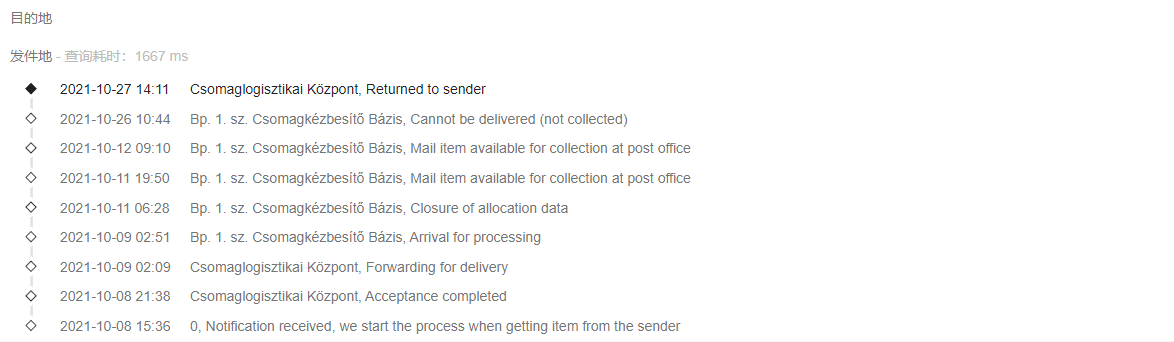 目的地
发件地 - 查询耗时：1667 ms
2021-10-27 14:11 Csomaglogisztikai Központ, Returned to sender
2021-10-26 10:44 Bp. 1. sz. Csomagkézbesítő Bázis, Cannot be delivered (not collected)
2021-10-12 09:10 Bp. 1. sz. Csomagkézbesítő Bázis, Mail item available for collection at post office
2021-10-11 19:50 Bp. 1. sz. Csomagkézbesítő Bázis, Mail item available for collection at post office
2021-10-11 06:28 Bp. 1. sz. Csomagkézbesítő Bázis, Closure of allocation data
2021-10-09 02:51 Bp. 1. sz. Csomagkézbesítő Bázis, Arrival for processing
2021-10-09 02:09 Csomaglogisztikai Központ, Forwarding for delivery
2021-10-08 21:38 Csomaglogisztikai Központ, Acceptance completed
2021-10-08 15:36 0, Notification received, we start the process when getting item from the sender